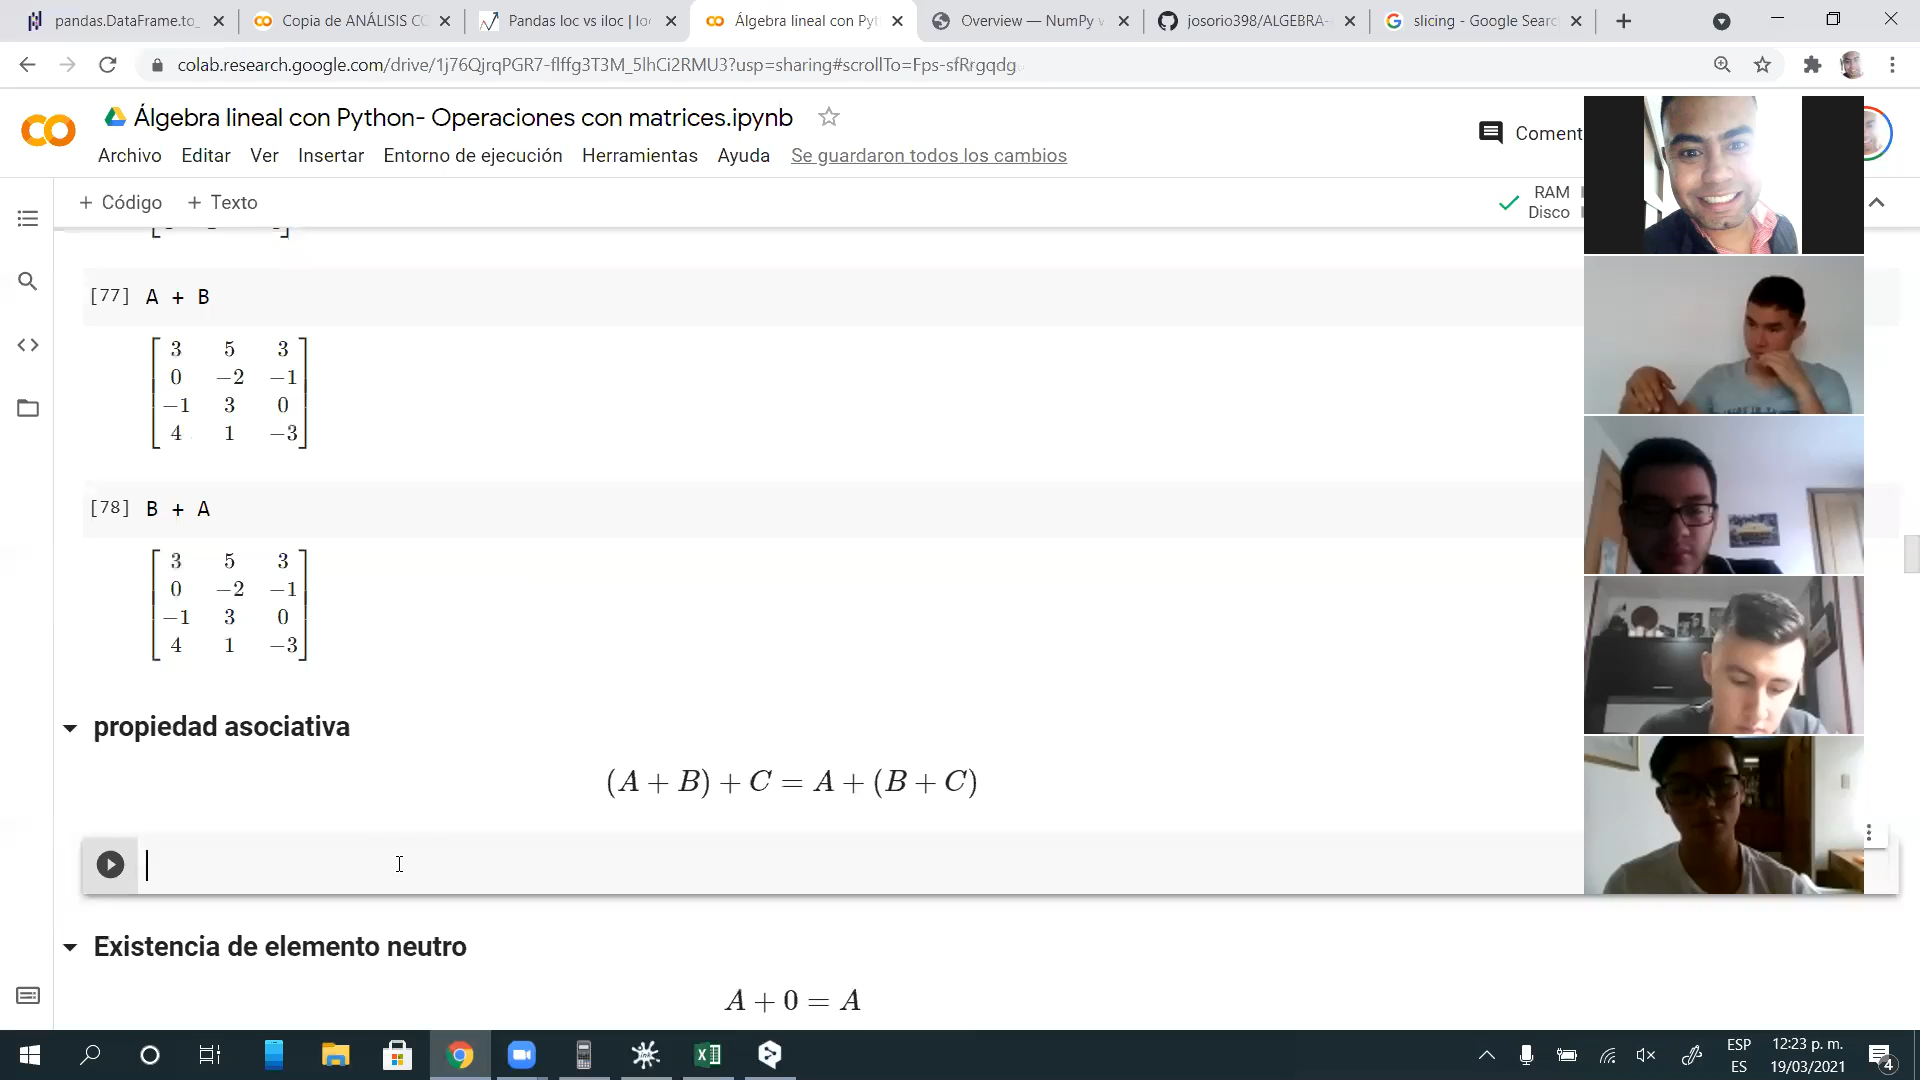 pandas.DataFrame.to_
Copia de ANÁLISIS CO
Pandas loc vs iloc | lo
Álgebra lineal con Pyt
Overview — NumPy v
josorio398/ALGEBRA-
slicing - Google Searc
colab.research.google.com/drive/1j76QjrqPGR7-flffg3T3M_5lhCi2RMU3?usp=sharing#scrollTo=Fps-sfRrgqdg
Álgebra lineal con Python- Operaciones con matrices.ipynb
Archivo Editar Ver Insertar Entorno de ejecución Herramientas Ayuda Se guardaron todos los cambios
Coment
+ Código + Texto
RAM
Disco
[77] A + B
3 5 3
0 −2 −1
−1 3 0
4 1 −3
[78] B + A
3 5 3
0 −2 −1
−1 3 0
4 1 −3
propiedad asociativa
(A + B) + C = A + (B + C)
Existencia de elemento neutro
A + 0 = A
ESP
ES
12:23 p. m.
19/03/2021
4